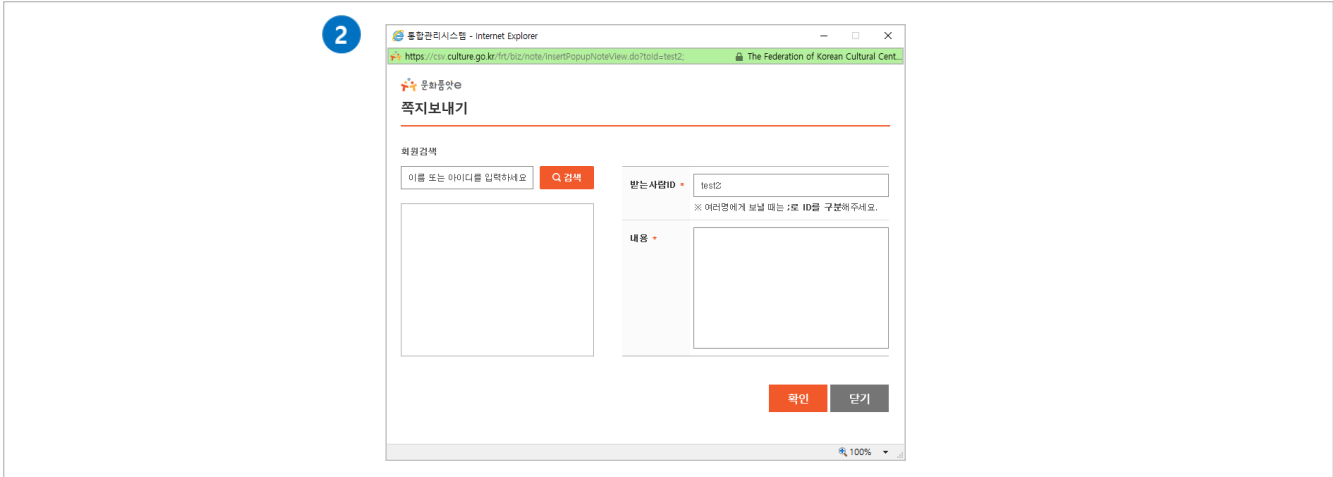 2
통합관리시스템 - Internet Explorer
https://csv.culture.go.kr/frt/biz/note/insertPopupNoteView.do?toId=test2; The Federation of Korean Cultural Cent...
문화품앗e
쪽지보내기
회원검색
이름 또는 아이디를 입력하세요 검색
받는사람ID * test2
※ 여러명에게 보낼 때는 ;로 ID를 구분해주세요.
내용 *
확인 닫기
100%